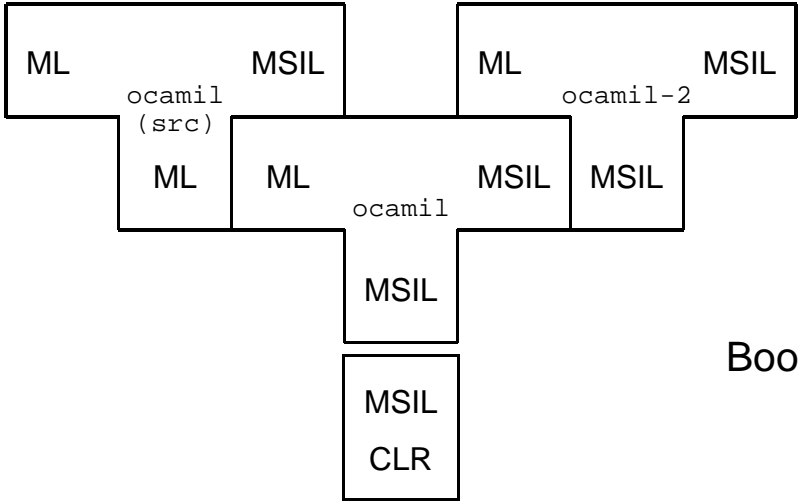 ML MSIL ML MSIL
ocamil ocamil-2
(src)
ML ML MSIL MSIL
ocamil
MSIL
Boo
MSIL
CLR